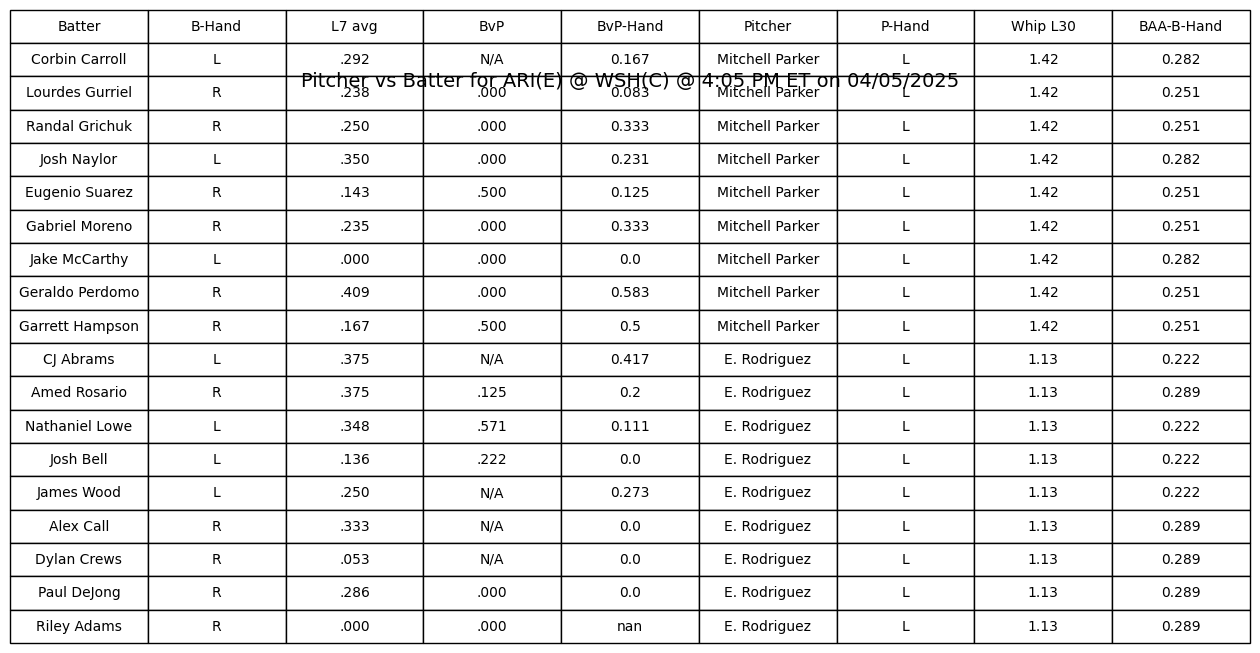 Batter B-Hand L7 avg BvP BvP-Hand Pitcher P-Hand Whip L30 BAA-B-Hand
Corbin Carroll L .292 N/A 0.167 Mitchell Parker L 1.42 0.282
Pitcher vs Batter for ARI(E) @ WSH(C) @ 4:05 PM ET on 04/05/2025
Lourdes Gurriel R .238 .000 0.083 Mitchell Parker L 1.42 0.251
Randal Grichuk R .250 .000 0.333 Mitchell Parker L 1.42 0.251
Josh Naylor L .350 .000 0.231 Mitchell Parker L 1.42 0.282
Eugenio Suarez R .143 .500 0.125 Mitchell Parker L 1.42 0.251
Gabriel Moreno R .235 .000 0.333 Mitchell Parker L 1.42 0.251
Jake McCarthy L .000 .000 0.0 Mitchell Parker L 1.42 0.282
Geraldo Perdomo R .409 .000 0.583 Mitchell Parker L 1.42 0.251
Garrett Hampson R .167 .500 0.5 Mitchell Parker L 1.42 0.251
CJ Abrams L .375 N/A 0.417 E. Rodriguez L 1.13 0.222
Amed Rosario R .375 .125 0.2 E. Rodriguez L 1.13 0.289
Nathaniel Lowe L .348 .571 0.111 E. Rodriguez L 1.13 0.222
Josh Bell L .136 .222 0.0 E. Rodriguez L 1.13 0.222
James Wood L .250 N/A 0.273 E. Rodriguez L 1.13 0.222
Alex Call R .333 N/A 0.0 E. Rodriguez L 1.13 0.289
Dylan Crews R .053 N/A 0.0 E. Rodriguez L 1.13 0.289
Paul DeJong R .286 .000 0.0 E. Rodriguez L 1.13 0.289
Riley Adams R .000 .000 nan E. Rodriguez L 1.13 0.289